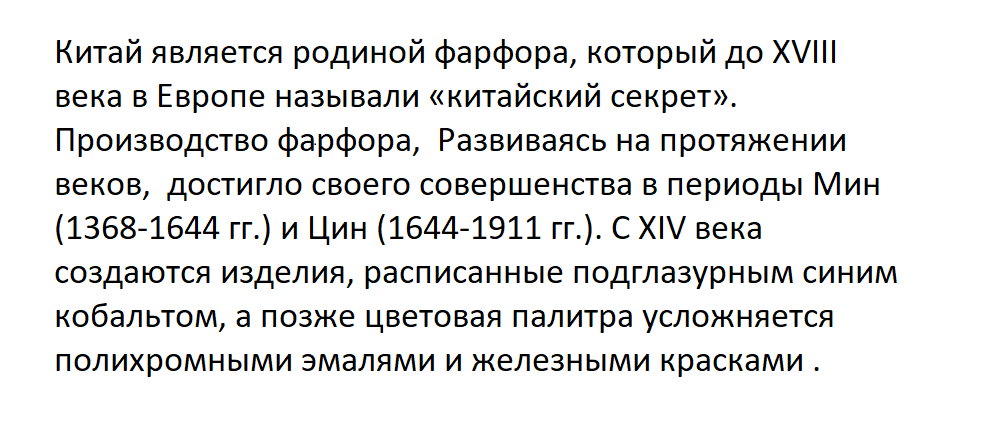 Китай является родиной фарфора, который до XVIII
века в Европе называли «китайский секрет».
Производство фарфора,  Развиваясь на протяжении
веков,  достигло своего совершенства в периоды Мин
(1368-1644 гг.) и Цин (1644-1911 гг.). С XIV века
создаются изделия, расписанные подглазурным синим
кобальтом, а позже цветовая палитра усложняется
полихромными эмалями и железными красками .